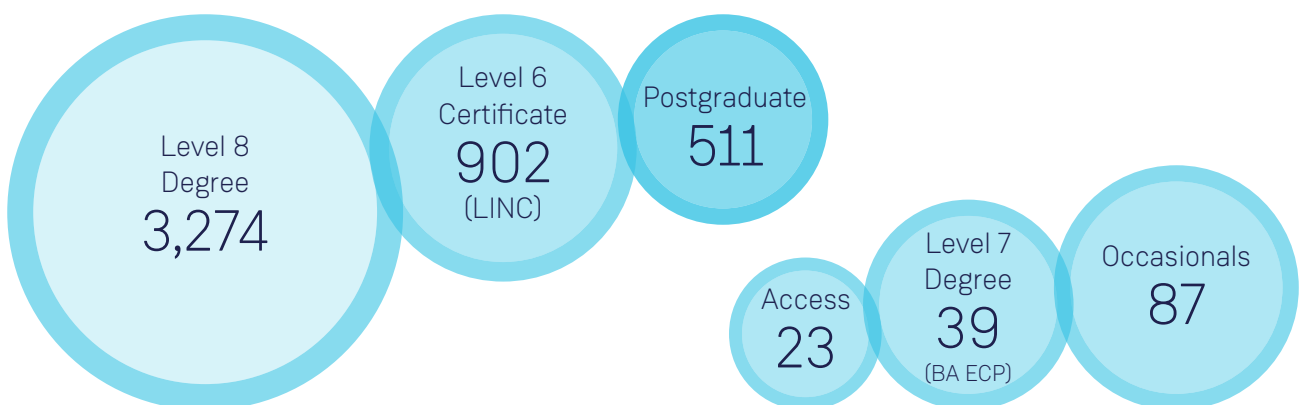 Level 8
Degree
3,274
Level 6
Certificate
902
(LINC)
Postgraduate
511
Access
23
Level 7
Degree
39
(BA ECP)
Occasionals
87